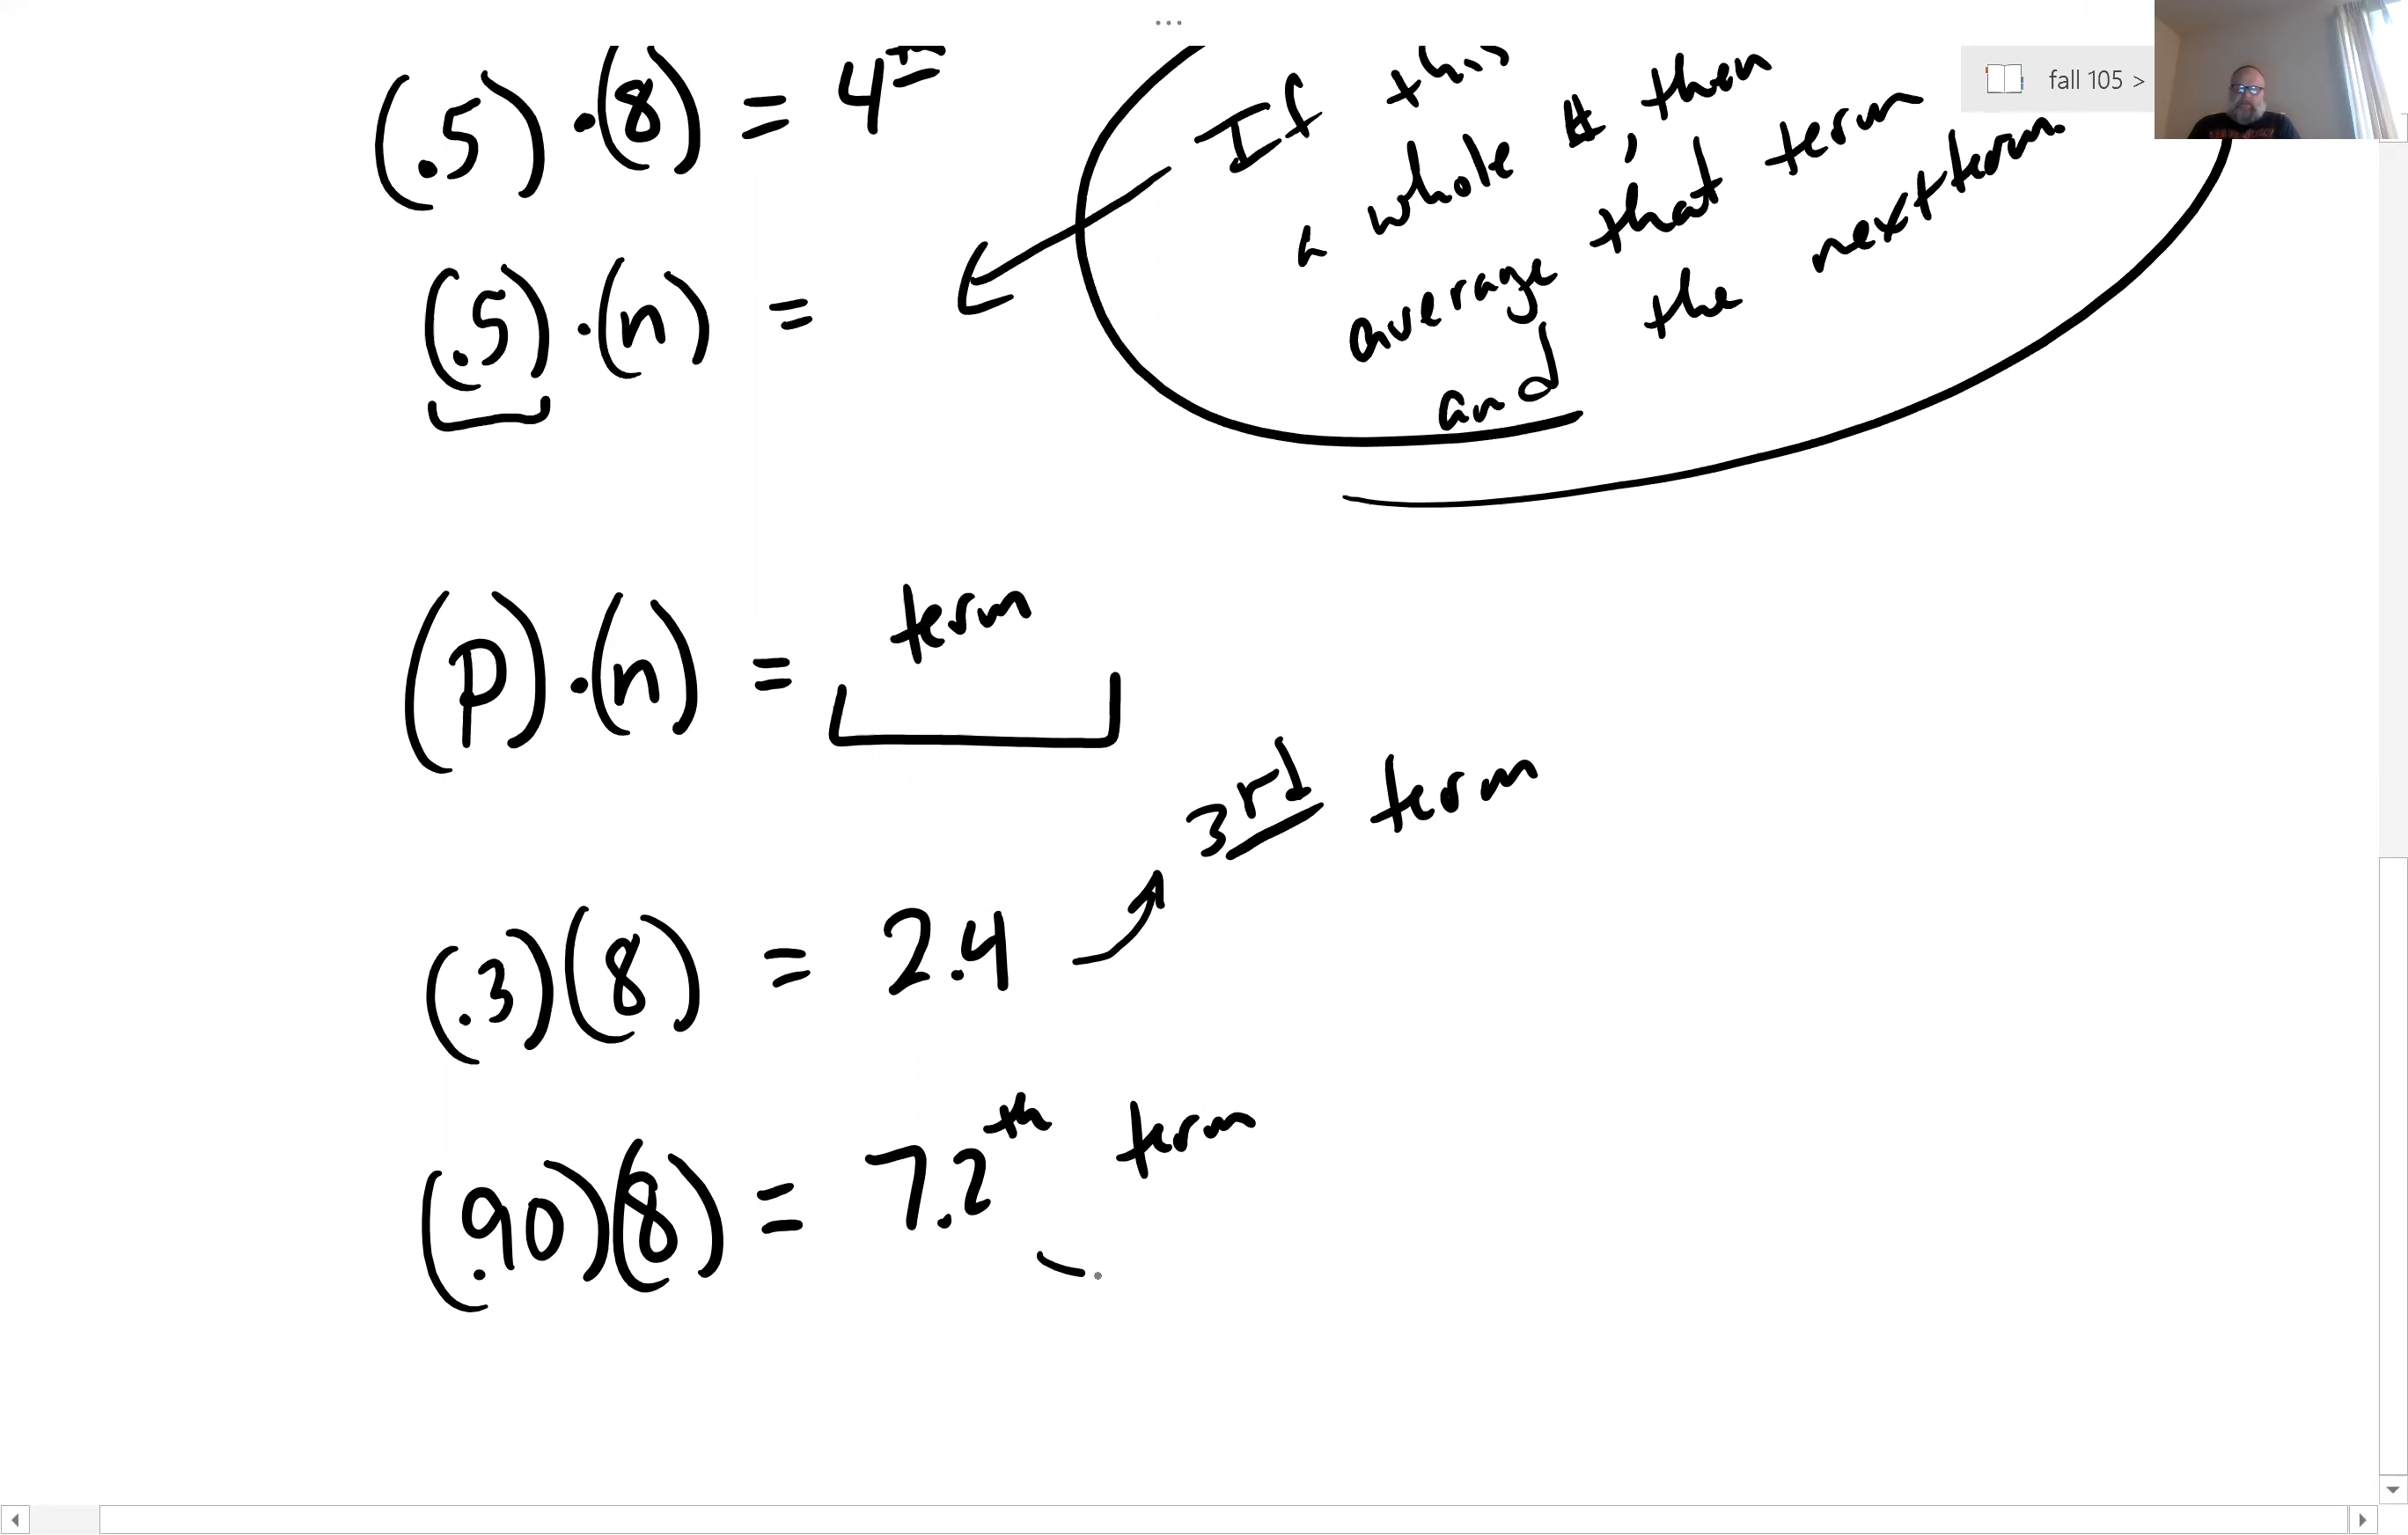 (.5) · (8) = 4th
fall 105 >
If this
a whole #, then
average that term
and the next term.
(.5) · (n) =
(p) · (n) = term
(.3)(8) = 2.4
3rd term
(.90)(8) = 7.2th term